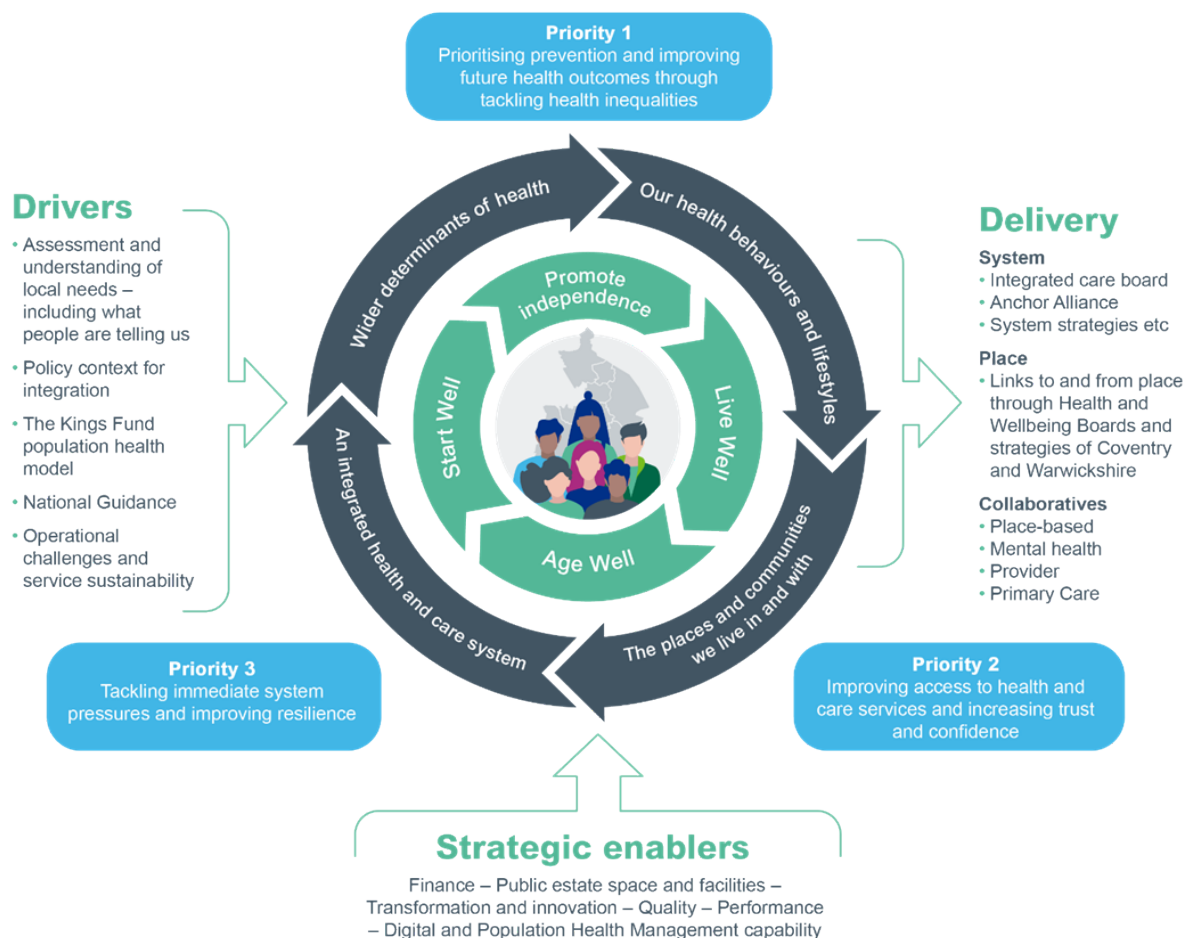 Priority 1
Prioritising prevention and improving
future health outcomes through
tackling health inequalities
Drivers
• Assessment and
understanding of
local needs –
including what
people are telling us
• Policy context for
integration
• The Kings Fund
population health
model
• National Guidance
• Operational
challenges and
service sustainability
Wider determinants of health
Our health behaviours and lifestyles
The places and communities
we live in and with
An integrated health and care system
Promote
independence
Live Well
Age Well
Start Well
Delivery
System
• Integrated care board
• Anchor Alliance
• System strategies etc
Place
• Links to and from place
through Health and
Wellbeing Boards and
strategies of Coventry
and Warwickshire
Collaboratives
• Place-based
• Mental health
• Provider
• Primary Care
Priority 3
Tackling immediate system
pressures and improving resilience
Priority 2
Improving access to health and
care services and increasing trust
and confidence
Strategic enablers
Finance – Public estate space and facilities –
Transformation and innovation – Quality – Performance
– Digital and Population Health Management capability